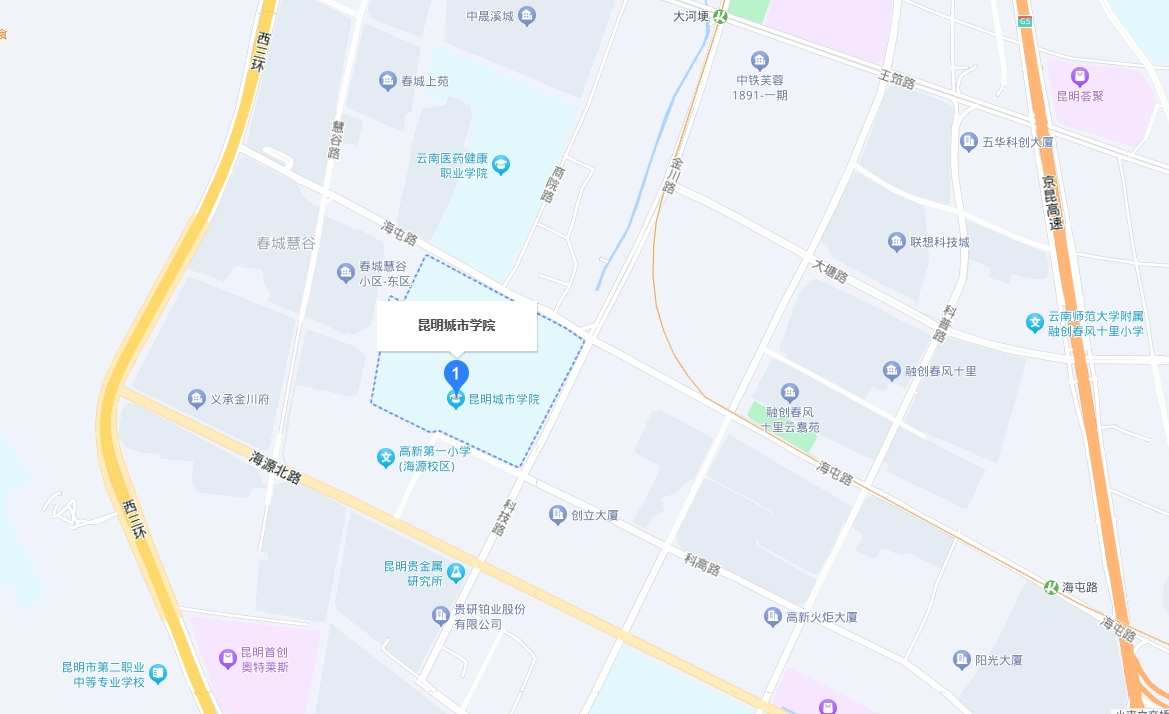 中晟溪城
大河埂
G5
西三环
春城上苑
中铁芙蓉
1891-一期
王筇路
昆明荟聚
食
慧谷路
云南医药健康
职业学院
商院路
金川路
五华科创大厦
京昆高速
海屯路
春城慧谷
联想科技城
春城慧谷
小区-东区
大塘路
昆明城市学院
科普路
云南师范大学附属
融创春风十里小学
1
昆明城市学院
义承金川府
融创春风十里
融创春风
十里云翥苑
高新第一小学
(海源校区)
海源北路
海屯路
西三环
科技路
创立大厦
科高路
昆明贵金属
研究所
贵研铂业股份
有限公司
高新火炬大厦
海屯路
海屯路
昆明首创
奥特莱斯
昆明市第二职业
中等专业学校
阳光大厦